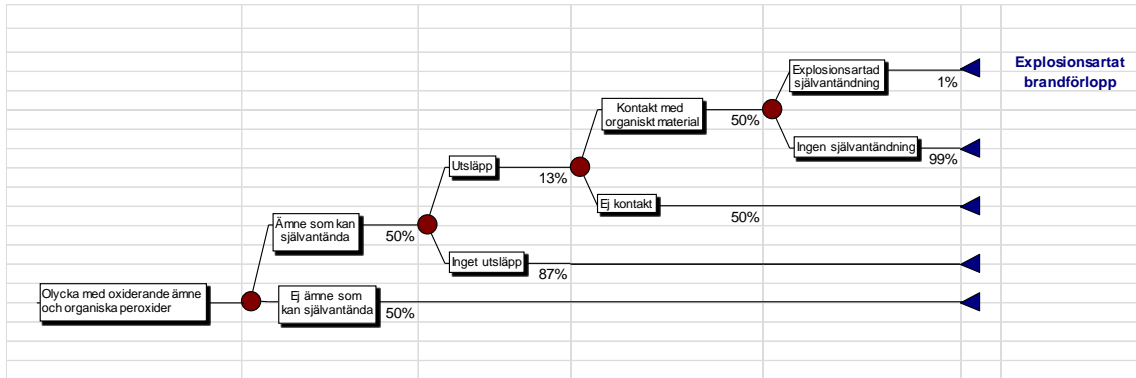 Explosionsartat
brandförlopp
Explosionsartad
självantändning
1%
Kontakt med
organiskt material
50%
Ingen självantändning
99%
Utsläpp
13%
Ej kontakt
50%
Ämne som kan
självantända
50%
Inget utsläpp
87%
Olycka med oxiderande ämne
och organiska peroxider
Ej ämne som
kan självantända
50%